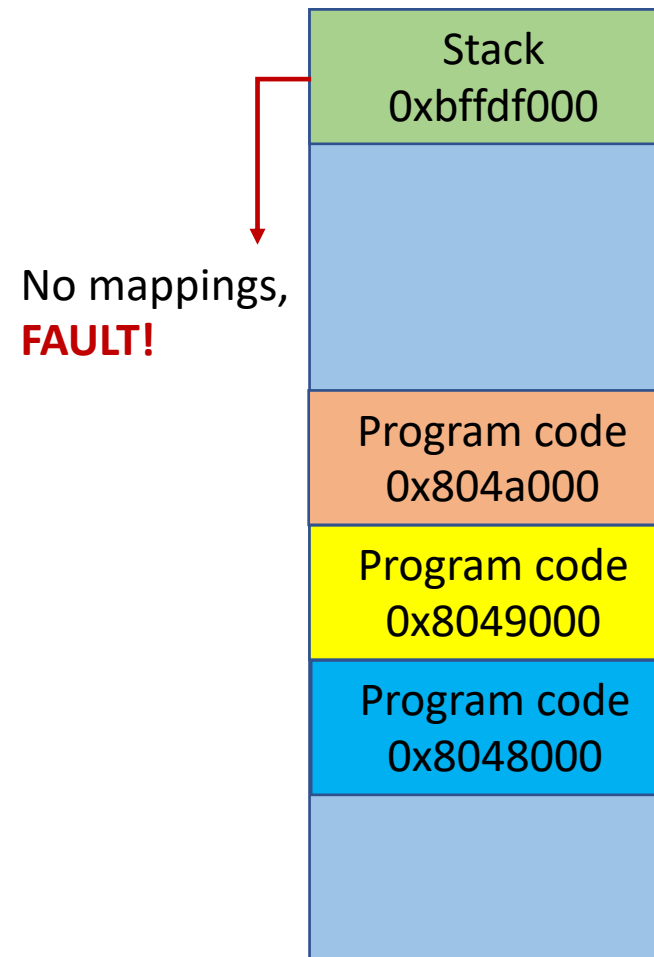 Stack
0xbffdf000
No mappings,
FAULT!
Program code
0x804a000
Program code
0x8049000
Program code
0x8048000